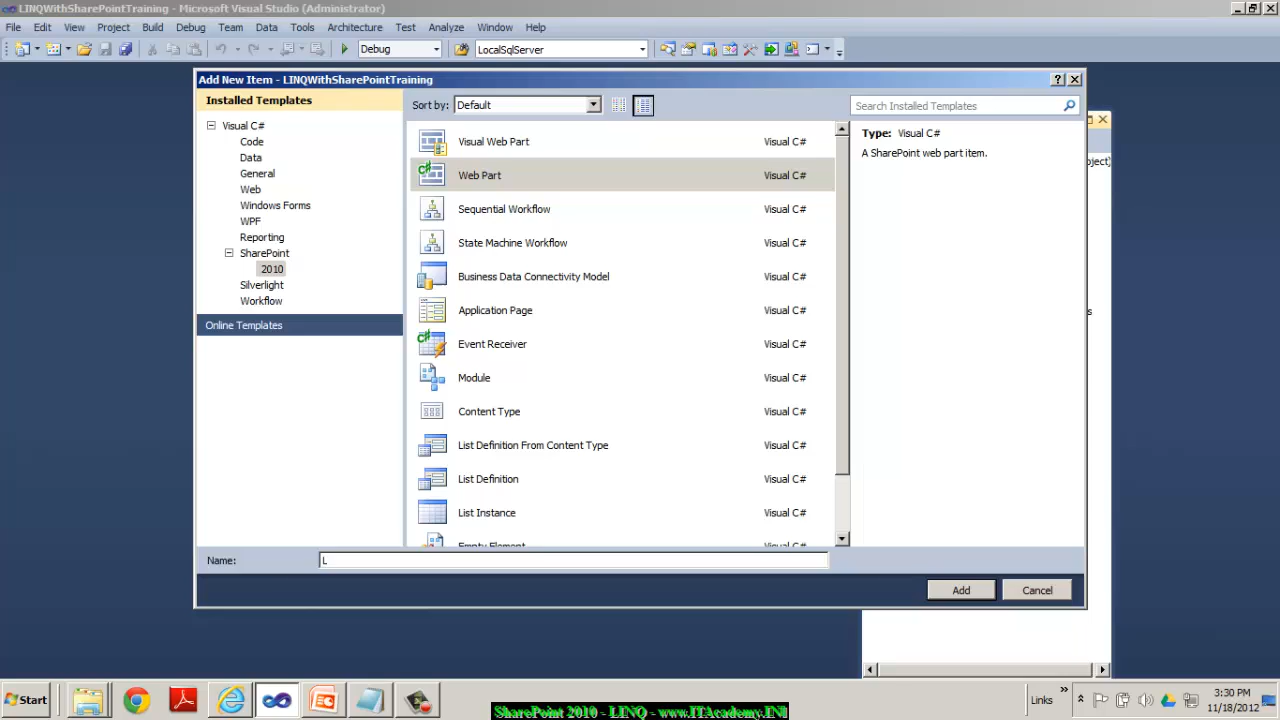 LINQWithSharePointTraining - Microsoft Visual Studio (Administrator)
File Edit View Project Build Debug Team Data Tools Architecture Test Analyze Window Help
Debug LocalSqlServer
Add New Item - LINQWithSharePointTraining
Installed Templates
Sort by: Default
Search Installed Templates
Visual C#
Code
Data
General
Web
Windows Forms
WPF
Reporting
SharePoint
2010
Silverlight
Workflow
Online Templates
Visual Web Part Visual C#
Web Part Visual C#
Sequential Workflow Visual C#
State Machine Workflow Visual C#
Business Data Connectivity Model Visual C#
Application Page Visual C#
Event Receiver Visual C#
Module Visual C#
Content Type Visual C#
List Definition From Content Type Visual C#
List Definition Visual C#
List Instance Visual C#
Empty Element Visual C#
Type: Visual C#
A SharePoint web part item.
oject)
s
Name: L
Add Cancel
Start
Links
3:30 PM
11/18/2012
SharePoint 2010 - LINQ - www.ITAcademy.INI